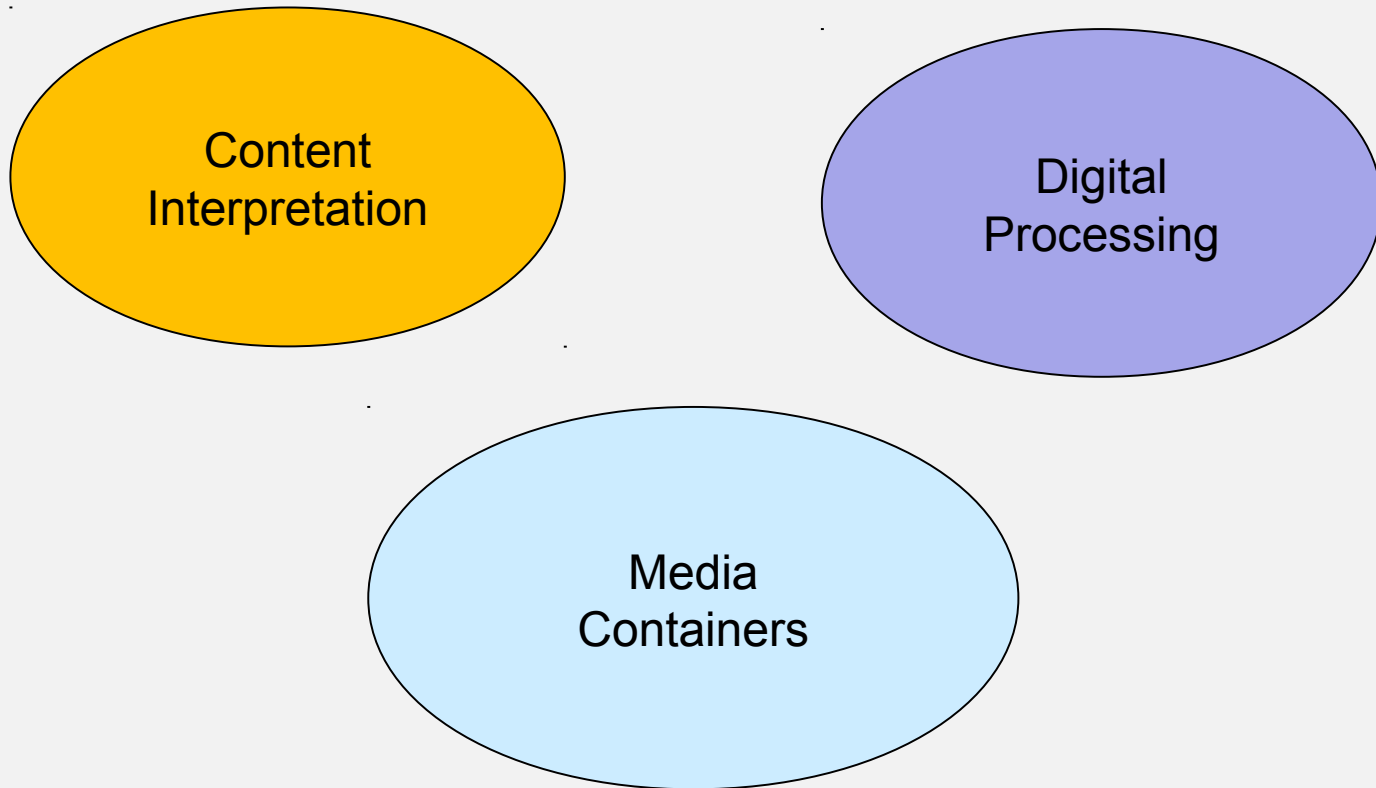 Content
Interpretation
Digital
Processing
Media
Containers